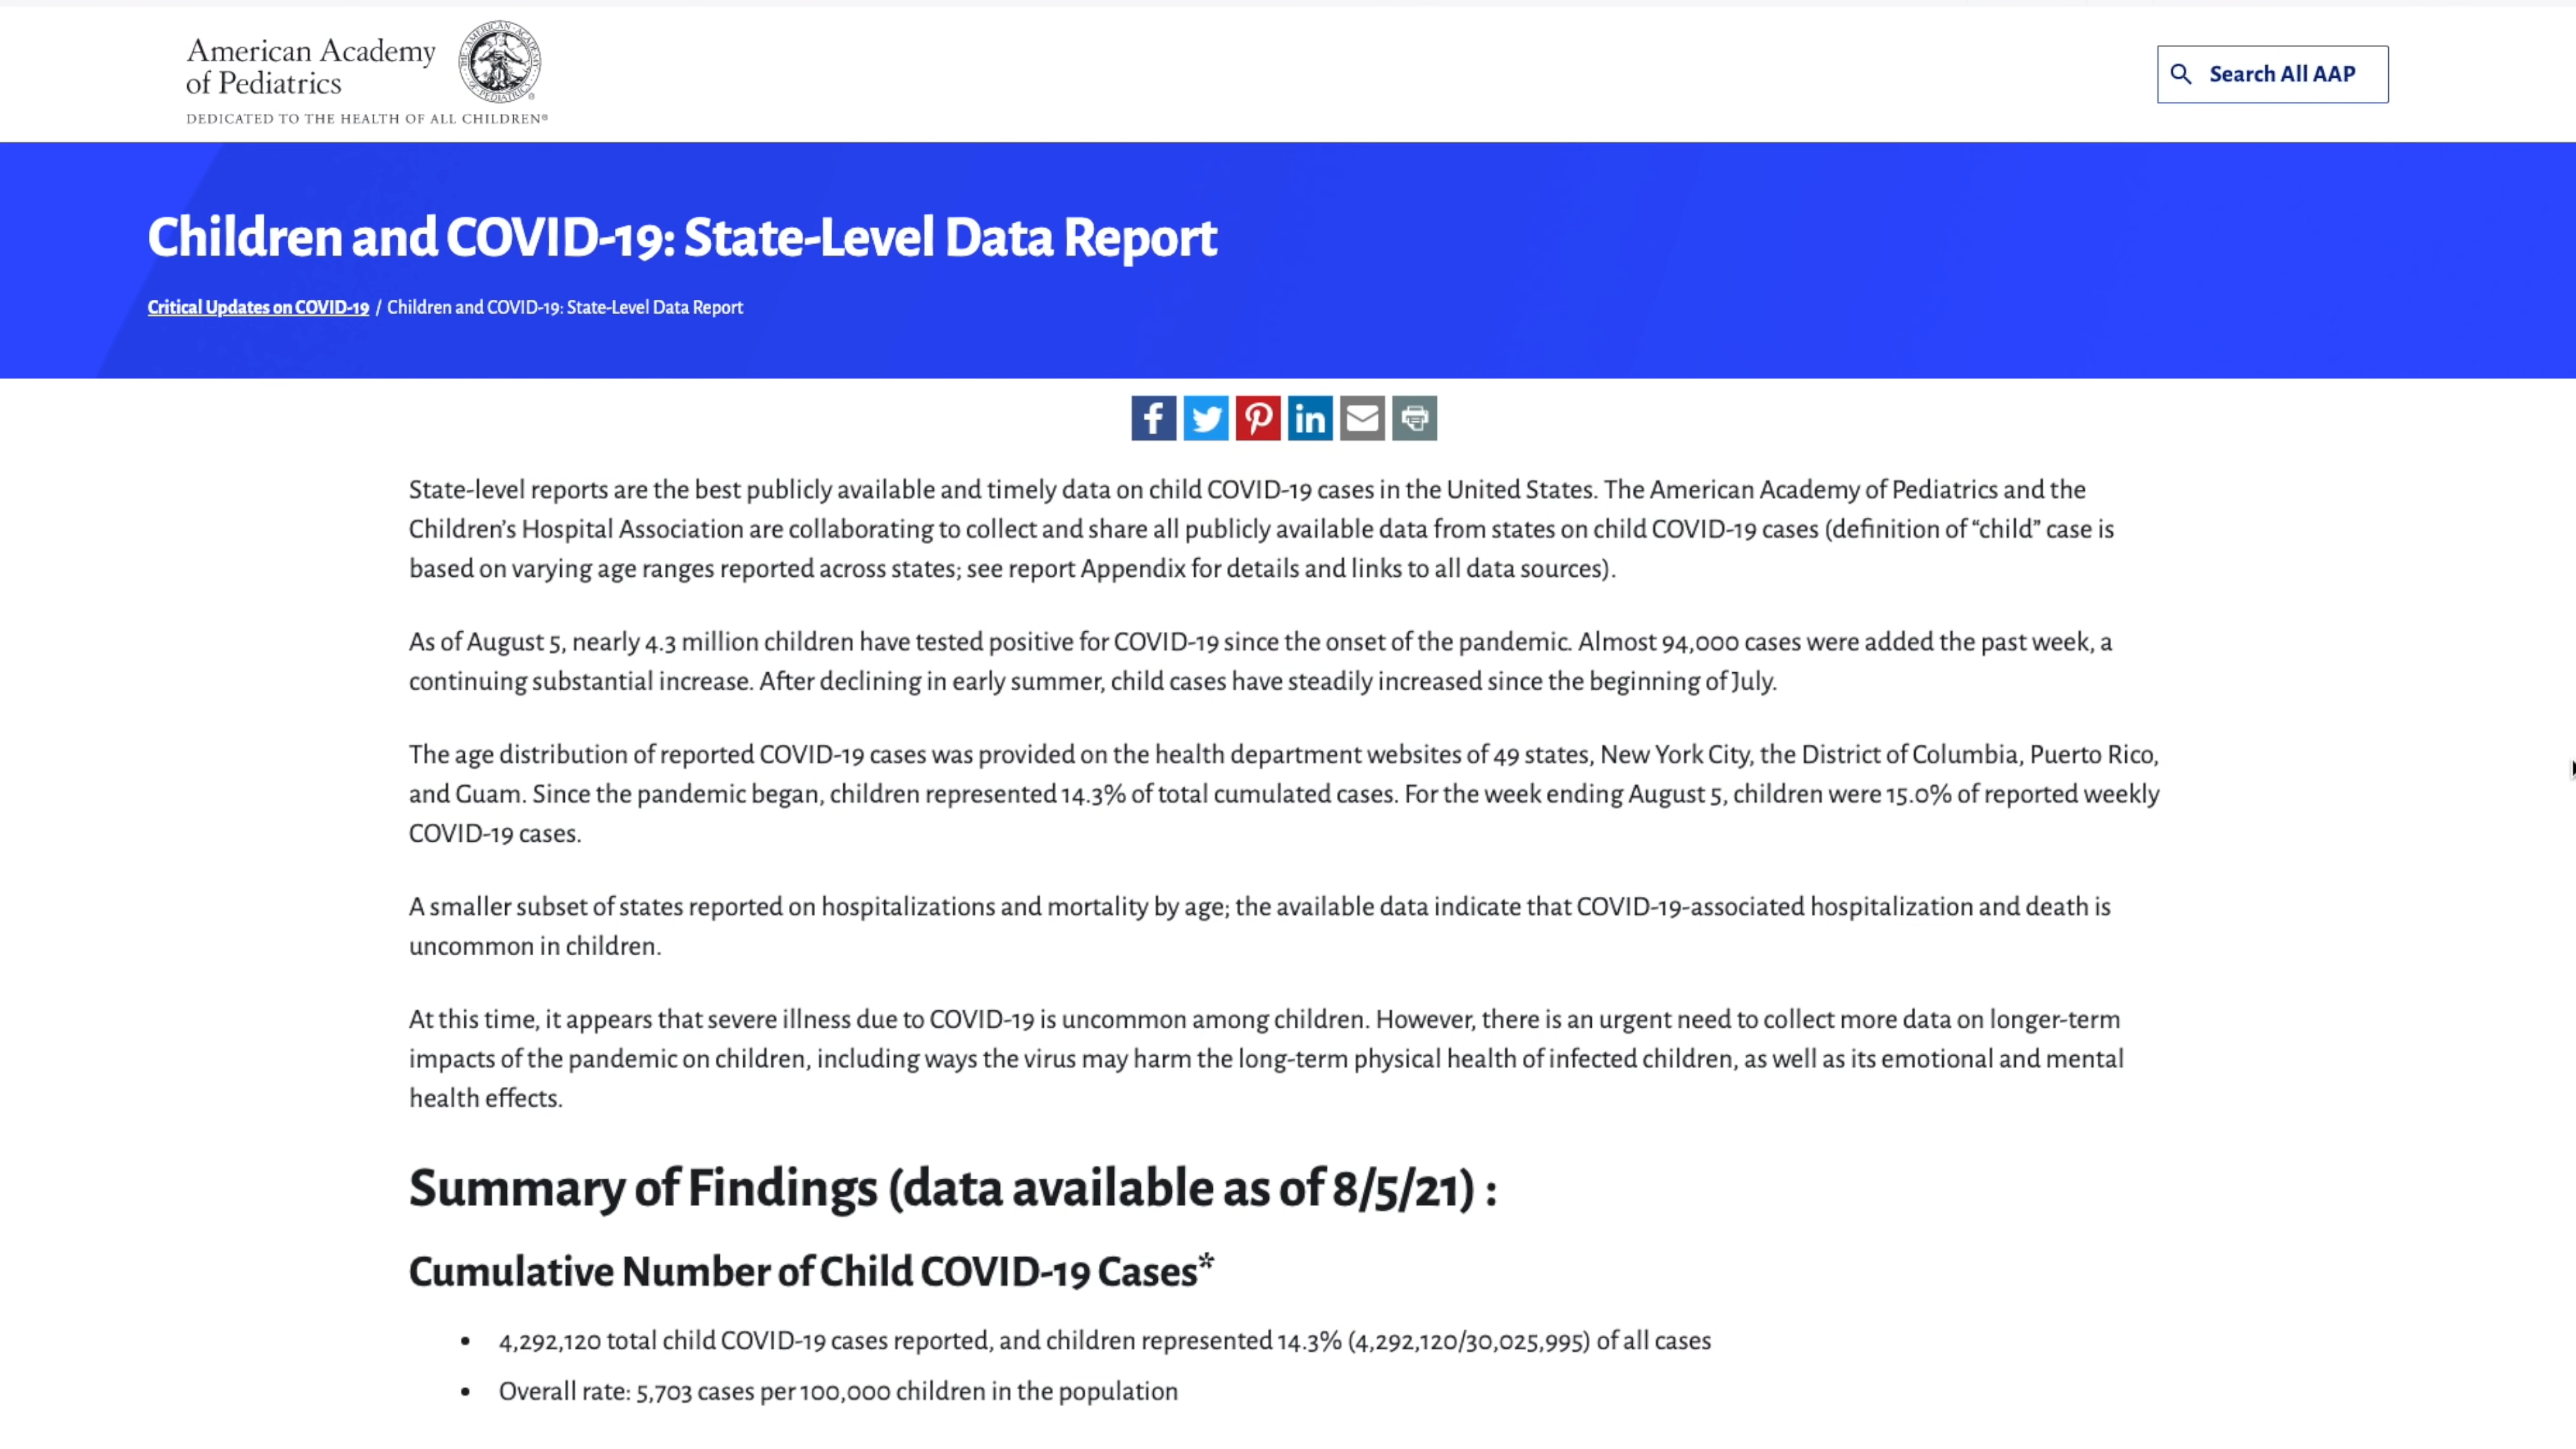 American Academy
of Pediatrics
DEDICATED TO THE HEALTH OF ALL CHILDREN®
Search All AAP
Children and COVID-19: State-Level Data Report
Critical Updates on COVID-19 / Children and COVID-19: State-Level Data Report
State-level reports are the best publicly available and timely data on child COVID-19 cases in the United States. The American Academy of Pediatrics and the
Children’s Hospital Association are collaborating to collect and share all publicly available data from states on child COVID-19 cases (definition of “child” case is
based on varying age ranges reported across states; see report Appendix for details and links to all data sources).
As of August 5, nearly 4.3 million children have tested positive for COVID-19 since the onset of the pandemic. Almost 94,000 cases were added the past week, a
continuing substantial increase. After declining in early summer, child cases have steadily increased since the beginning of July.
The age distribution of reported COVID-19 cases was provided on the health department websites of 49 states, New York City, the District of Columbia, Puerto Rico,
and Guam. Since the pandemic began, children represented 14.3% of total cumulated cases. For the week ending August 5, children were 15.0% of reported weekly
COVID-19 cases.
A smaller subset of states reported on hospitalizations and mortality by age; the available data indicate that COVID-19-associated hospitalization and death is
uncommon in children.
At this time, it appears that severe illness due to COVID-19 is uncommon among children. However, there is an urgent need to collect more data on longer-term
impacts of the pandemic on children, including ways the virus may harm the long-term physical health of infected children, as well as its emotional and mental
health effects.
Summary of Findings (data available as of 8/5/21) :
Cumulative Number of Child COVID-19 Cases*
• 4,292,120 total child COVID-19 cases reported, and children represented 14.3% (4,292,120/30,025,995) of all cases
• Overall rate: 5,703 cases per 100,000 children in the population